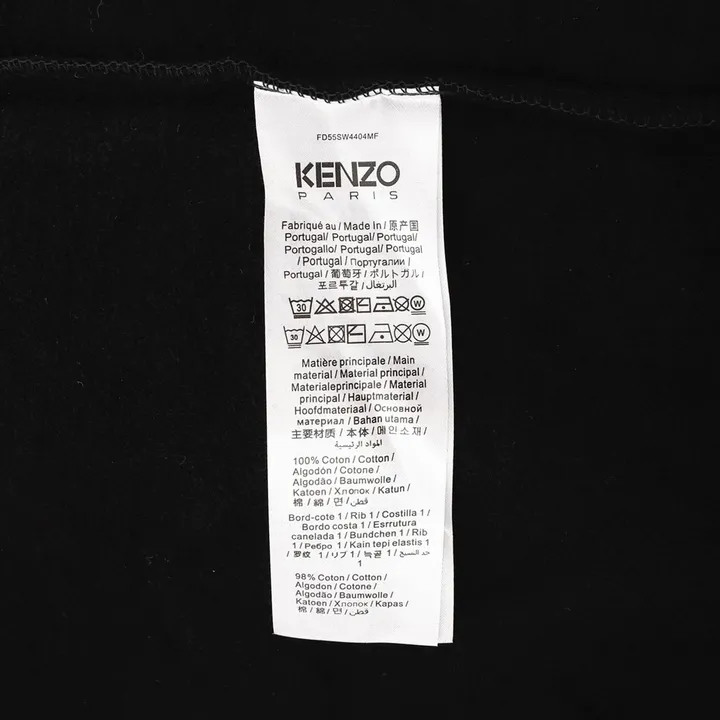 FD55SW4404MF
KENZO
PARIS
Fabriqué au / Made In / 原产国
Portugal/ Portugal/ Portugal/
Portogallo/ Portugal/ Portugal
/ Portugal / Португалии /
Portugal / 葡萄牙 / ポルトガル /
포르투갈 / البرتغال /
30 W
30 W
Matière principale / Main
material / Material principal /
Materialeprincipale / Material
principal / Hauptmaterial /
Hoofdmateriaal / Основной
материал / Bahan utama /
主要材质 / 本体 / 메인소재 /
المواد الرئيسية
100% Coton / Cotton /
Algodón / Cotone /
Algodão / Baumwolle /
Katoen / Хлопок / Katun /
棉 / 綿 / 면 / قطن /
Bord-cote 1 / Rib 1 / Costilla 1 /
Bordo costa 1 / Esrrutura
canelada 1 / Bundchen 1 / Rib
1 / Ребро 1 / Kain tepi elastis 1
/ 罗纹 1 / リブ 1 / 늑골 1 / حد النسيج
1
98% Coton / Cotton /
Algodon / Cotone /
Algodão / Baumwolle /
Katoen / Хлопок / Kapas /
棉 / 綿 / 면 / قطن /